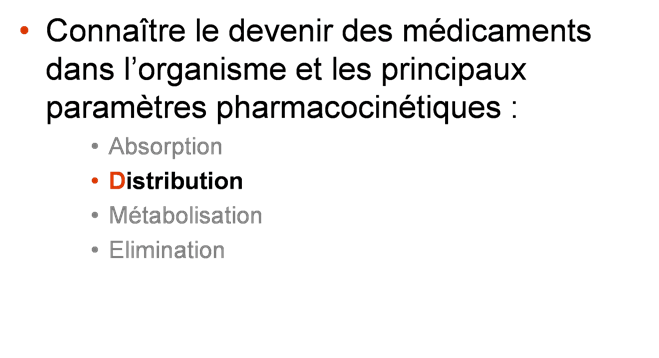 • Connaître le devenir des médicaments
dans l’organisme et les principaux
paramètres pharmacocinétiques :
• Absorption
• Distribution
• Métabolisation
• Elimination